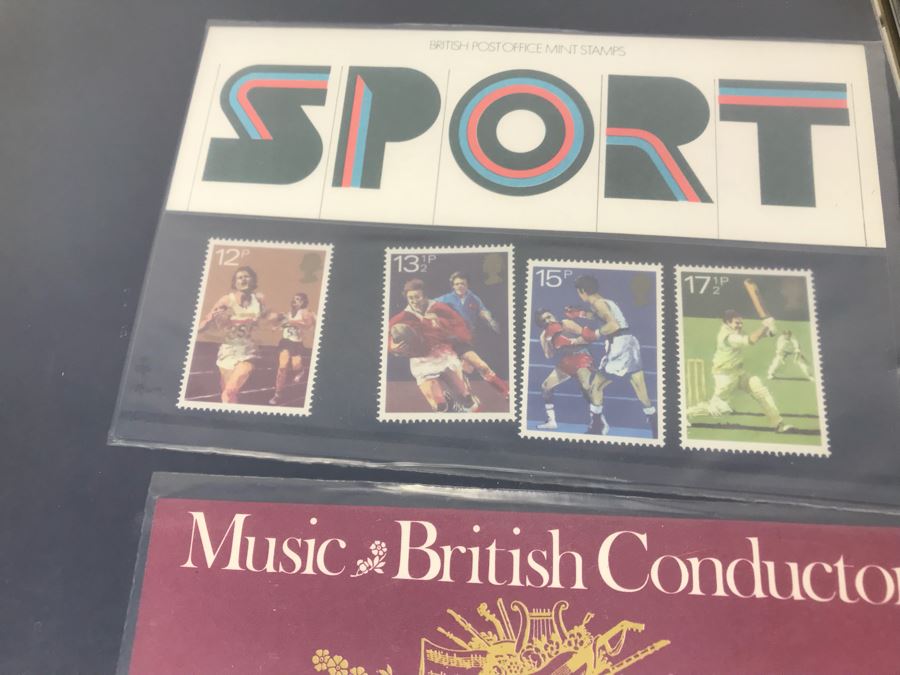 BRITISH POST OFFICE MINT STAMPS
SPORT
12P
13½P
15P
17½P
Music British Conductor